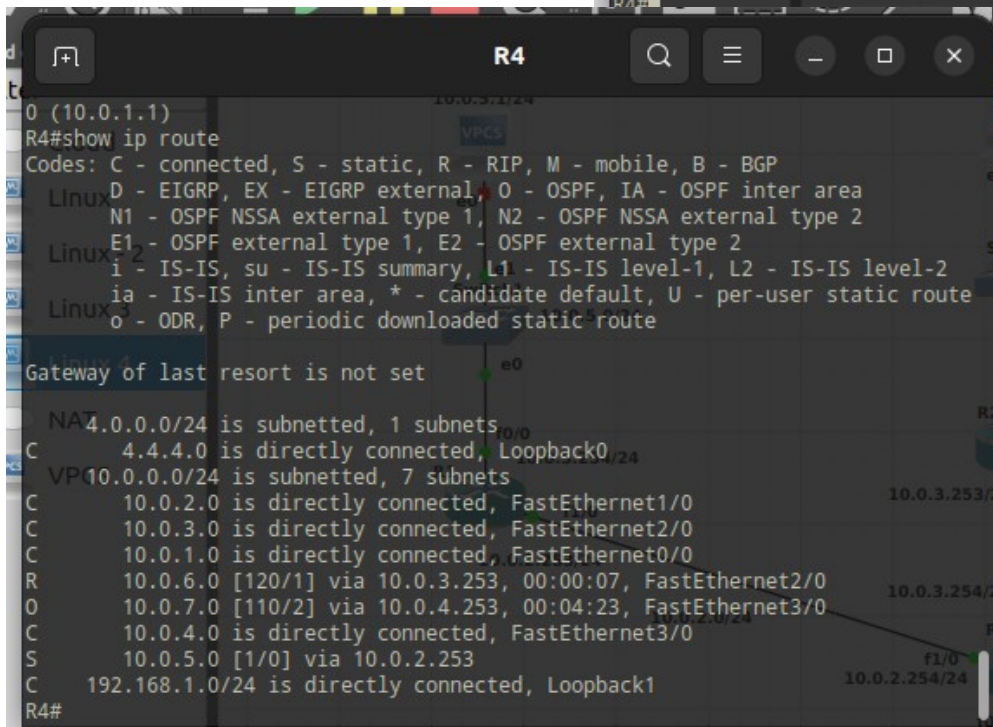 R4#
R4
0 (10.0.1.1)
R4#show ip route
Codes: C - connected, S - static, R - RIP, M - mobile, B - BGP
D - EIGRP, EX - EIGRP external, O - OSPF, IA - OSPF inter area
N1 - OSPF NSSA external type 1, N2 - OSPF NSSA external type 2
E1 - OSPF external type 1, E2 - OSPF external type 2
i - IS-IS, su - IS-IS summary, L1 - IS-IS level-1, L2 - IS-IS level-2
ia - IS-IS inter area, * - candidate default, U - per-user static route
o - ODR, P - periodic downloaded static route
Gateway of last resort is not set
4.0.0.0/24 is subnetted, 1 subnets
C 4.4.4.0 is directly connected, Loopback0
10.0.0.0/24 is subnetted, 7 subnets
C 10.0.2.0 is directly connected, FastEthernet1/0
C 10.0.3.0 is directly connected, FastEthernet2/0
C 10.0.1.0 is directly connected, FastEthernet0/0
R 10.0.6.0 [120/1] via 10.0.3.253, 00:00:07, FastEthernet2/0
O 10.0.7.0 [110/2] via 10.0.4.253, 00:04:23, FastEthernet3/0
C 10.0.4.0 is directly connected, FastEthernet3/0
S 10.0.5.0 [1/0] via 10.0.2.253
C 192.168.1.0/24 is directly connected, Loopback1
R4#
10.0.5.1/24
VPCS
Linux
Linux - 2
Linux 3
Linux 4
NAT
VPCS
e0
f0/0
10.0.2.0/24
f1/0
10.0.2.254/24